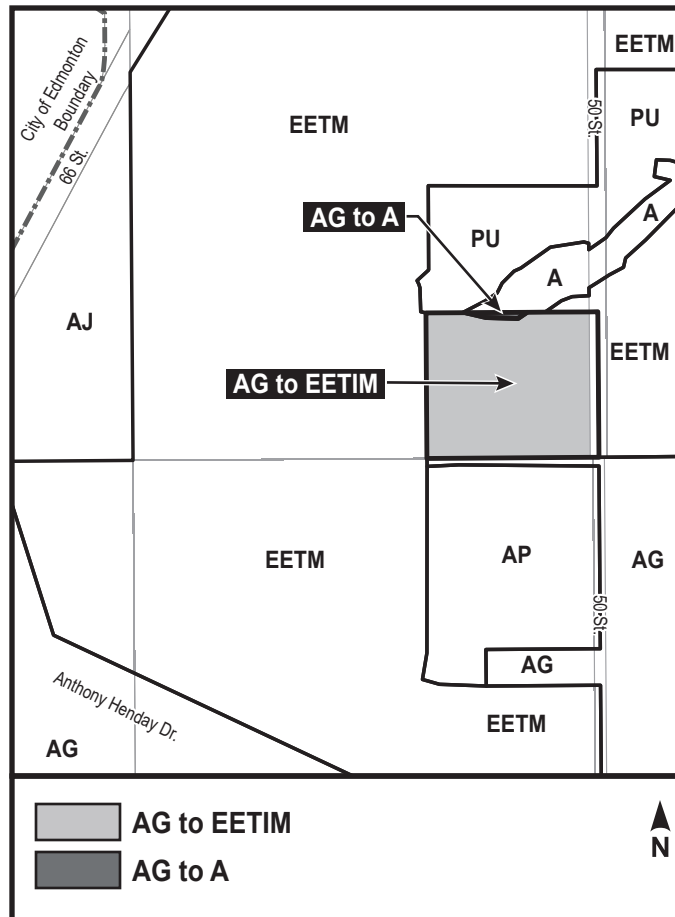 EETM
City of Edmonton
Boundary
66 St.
EETM
50 St.
PU
AG to A
PU
A
A
AJ
EETM
AG to EETIM
EETM
AP
AG
50 St.
AG
Anthony Henday Dr.
EETM
AG
AG to EETIM
AG to A
N